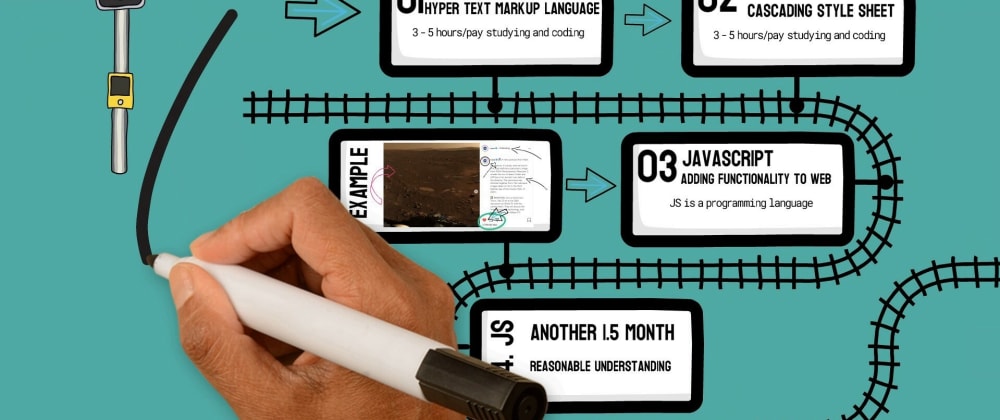 01
HYPER TEXT MARKUP LANGUAGE
3 - 5 hours/pay studying and coding
02
CASCADING STYLE SHEET
3 - 5 hours/pay studying and coding
EXAMPLE
03
JAVASCRIPT
ADDING FUNCTIONALITY TO WEB
JS is a programming language
4. JS
ANOTHER 1.5 MONTH
REASONABLE UNDERSTANDING